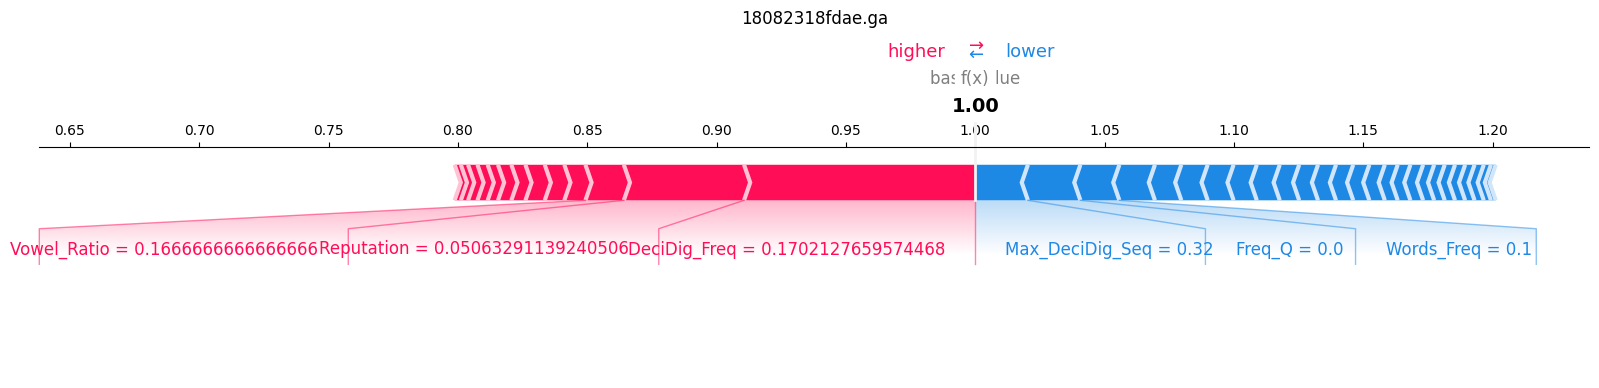 18082318fdae.ga
higher ⇄ lower
bas f(x) lue
1.00
0.65 0.70 0.75 0.80 0.85 0.90 0.95 1.00 1.05 1.10 1.15 1.20
Vowel_Ratio = 0.1666666666666666 Reputation = 0.05063291139240506 DeciDig_Freq = 0.1702127659574468 Max_DeciDig_Seq = 0.32 Freq_Q = 0.0 Words_Freq = 0.1